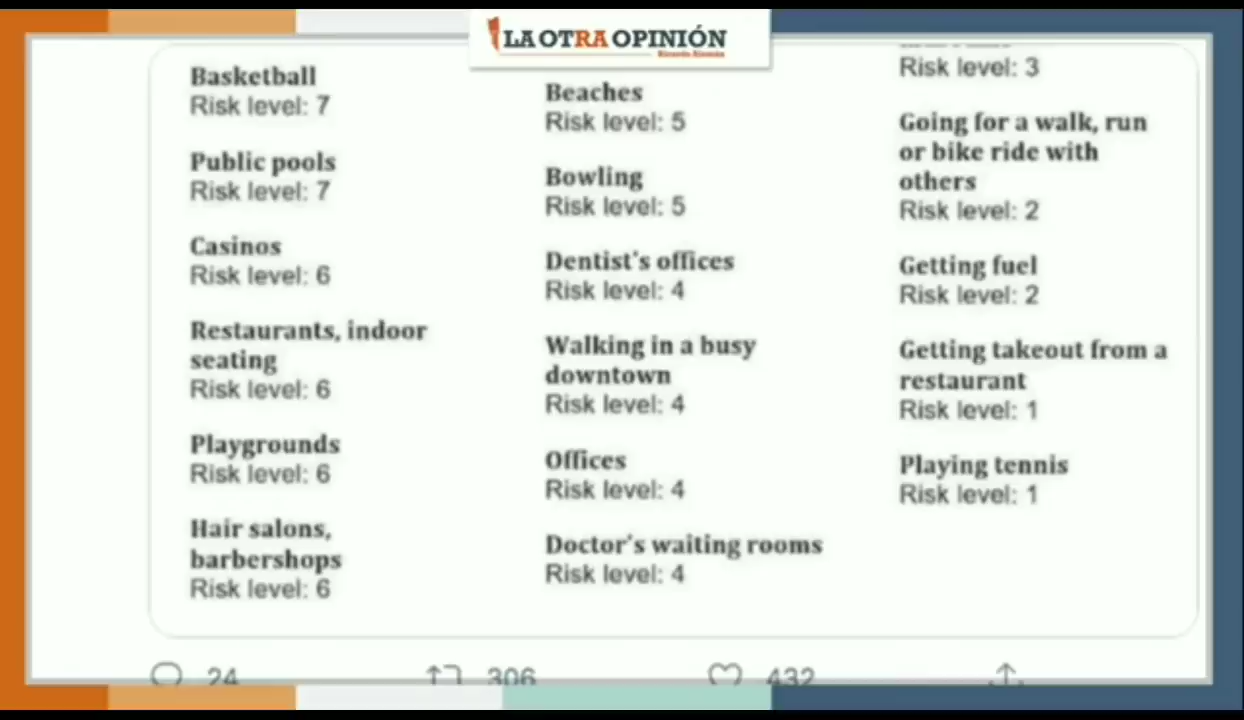 LA OTRA OPINIÓN
Ricardo Alemán
Basketball
Risk level: 7
Public pools
Risk level: 7
Casinos
Risk level: 6
Restaurants, indoor
seating
Risk level: 6
Playgrounds
Risk level: 6
Hair salons,
barbershops
Risk level: 6
Beaches
Risk level: 5
Bowling
Risk level: 5
Dentist's offices
Risk level: 4
Walking in a busy
downtown
Risk level: 4
Offices
Risk level: 4
Doctor's waiting rooms
Risk level: 4
Risk level: 3
Going for a walk, run
or bike ride with
others
Risk level: 2
Getting fuel
Risk level: 2
Getting takeout from a
restaurant
Risk level: 1
Playing tennis
Risk level: 1
24 306 432